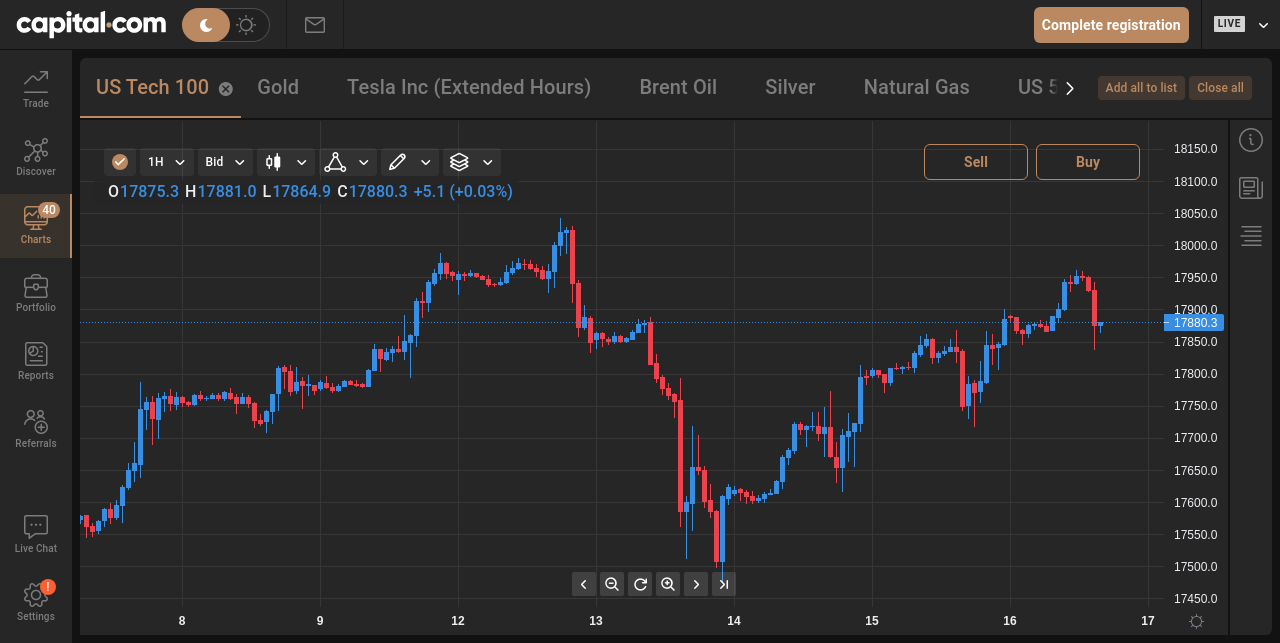 capital.com
Complete registration
LIVE
US Tech 100
Gold
Tesla Inc (Extended Hours)
Brent Oil
Silver
Natural Gas
US 5
Add all to list
Close all
Trade
Discover
40
Charts
Portfolio
Reports
Referrals
Live Chat
!
Settings
1H
Bid
Sell
Buy
O17875.3 H17881.0 L17864.9 C17880.3 +5.1 (+0.03%)
18150.0
18100.0
18050.0
18000.0
17950.0
17900.0
17880.3
17850.0
17800.0
17750.0
17700.0
17650.0
17600.0
17550.0
17500.0
17450.0
8 9 12 13 14 15 16 17